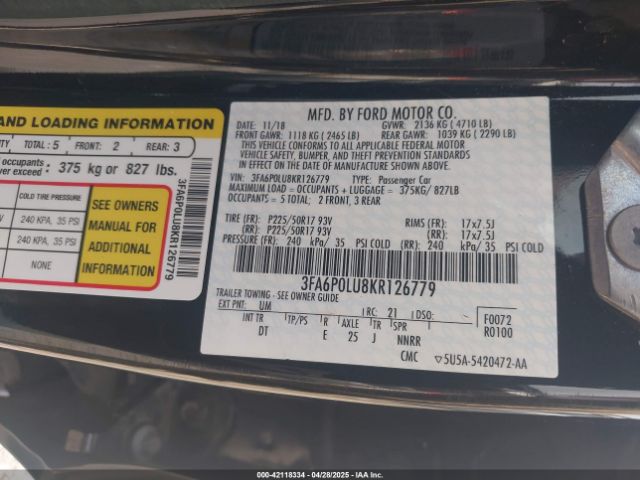 AND LOADING INFORMATION
TOTAL : 5 FRONT: 2 REAR: 3
occupants
exceed : 375 kg or 827 lbs.
COLD TIRE PRESSURE
240 KPA, 35 PSI
240 KPA, 35 PSI
NONE
SEE OWNERS
MANUAL FOR
ADDITIONAL
INFORMATION
3FA6P0LU8KR126779
MFD. BY FORD MOTOR CO.
DATE: 11/18 GVWR: 2136 KG ( 4710 LB)
FRONT GAWR: 1118 KG ( 2465 LB) REAR GAWR: 1039 KG ( 2290 LB)
THIS VEHICLE CONFORMS TO ALL APPLICABLE FEDERAL MOTOR
VEHICLE SAFETY, BUMPER, AND THEFT PREVENTION STANDARDS
IN EFFECT ON THE DATE OF MANUFACTURE SHOWN ABOVE.
VIN: 3FA6P0LU8KR126779 TYPE: Passenger Car
MAXIMUM LOAD = OCCUPANTS + LUGGAGE = 375KG/ 827LB
OCCUPANTS = 5 TOTAL: 2 FRONT, 3 REAR
TIRE (FR): P225/50R17 93V RIMS (FR): 17x7.5J
(RR): P225/50R17 93V (RR): 17x7.5J
PRESSURE (FR): 240 kPa/ 35 PSI COLD (RR): 240 kPa/ 35 PSI COLD
3FA6P0LU8KR126779
TRAILER TOWING - SEE OWNER GUIDE
EXT PNT: UM RC: 21 DSO: F0072
INT TR TP/PS R AXLE TR SPR R0100
DT E 25 J NNRR
CMC 5U5A-5420472-AA
000-42118334 | 04/28/2025 | IAAI.COM